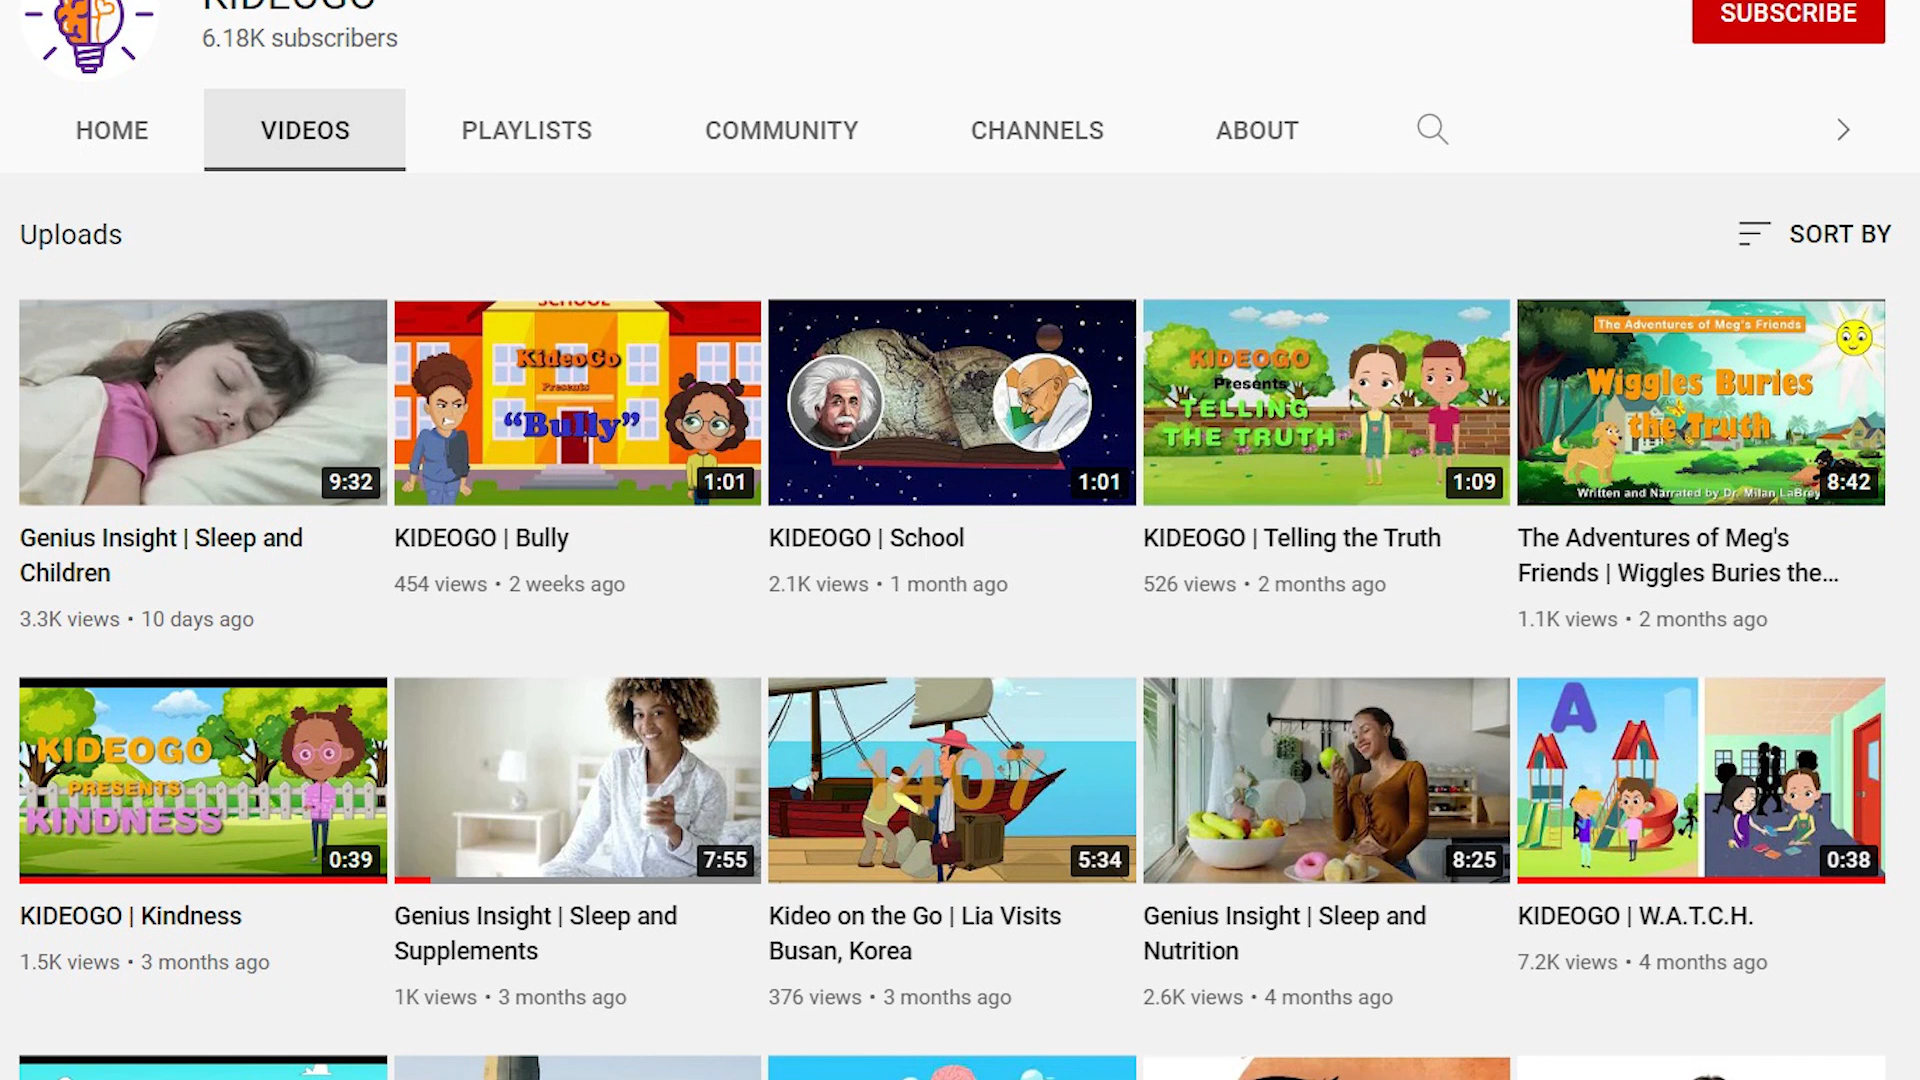 KIDEOGO
6.18K subscribers
SUBSCRIBE
HOME VIDEOS PLAYLISTS COMMUNITY CHANNELS ABOUT
Uploads
SORT BY
SCHOOL
KideoGo
Presents
“Bully”
KIDEOGO
Presents
TELLING
THE TRUTH
The Adventures of Meg's Friends
Wiggles Buries
the Truth
Written and Narrated by Dr. Milan LaBrey
9:32
1:01
1:01
1:09
8:42
Genius Insight | Sleep and
Children
3.3K views • 10 days ago
KIDEOGO | Bully
454 views • 2 weeks ago
KIDEOGO | School
2.1K views • 1 month ago
KIDEOGO | Telling the Truth
526 views • 2 months ago
The Adventures of Meg's
Friends | Wiggles Buries the...
1.1K views • 2 months ago
KIDEOGO
PRESENTS
KINDNESS
1407
A
0:39
7:55
5:34
8:25
0:38
KIDEOGO | Kindness
1.5K views • 3 months ago
Genius Insight | Sleep and
Supplements
1K views • 3 months ago
Kideo on the Go | Lia Visits
Busan, Korea
376 views • 3 months ago
Genius Insight | Sleep and
Nutrition
2.6K views • 4 months ago
KIDEOGO | W.A.T.C.H.
7.2K views • 4 months ago